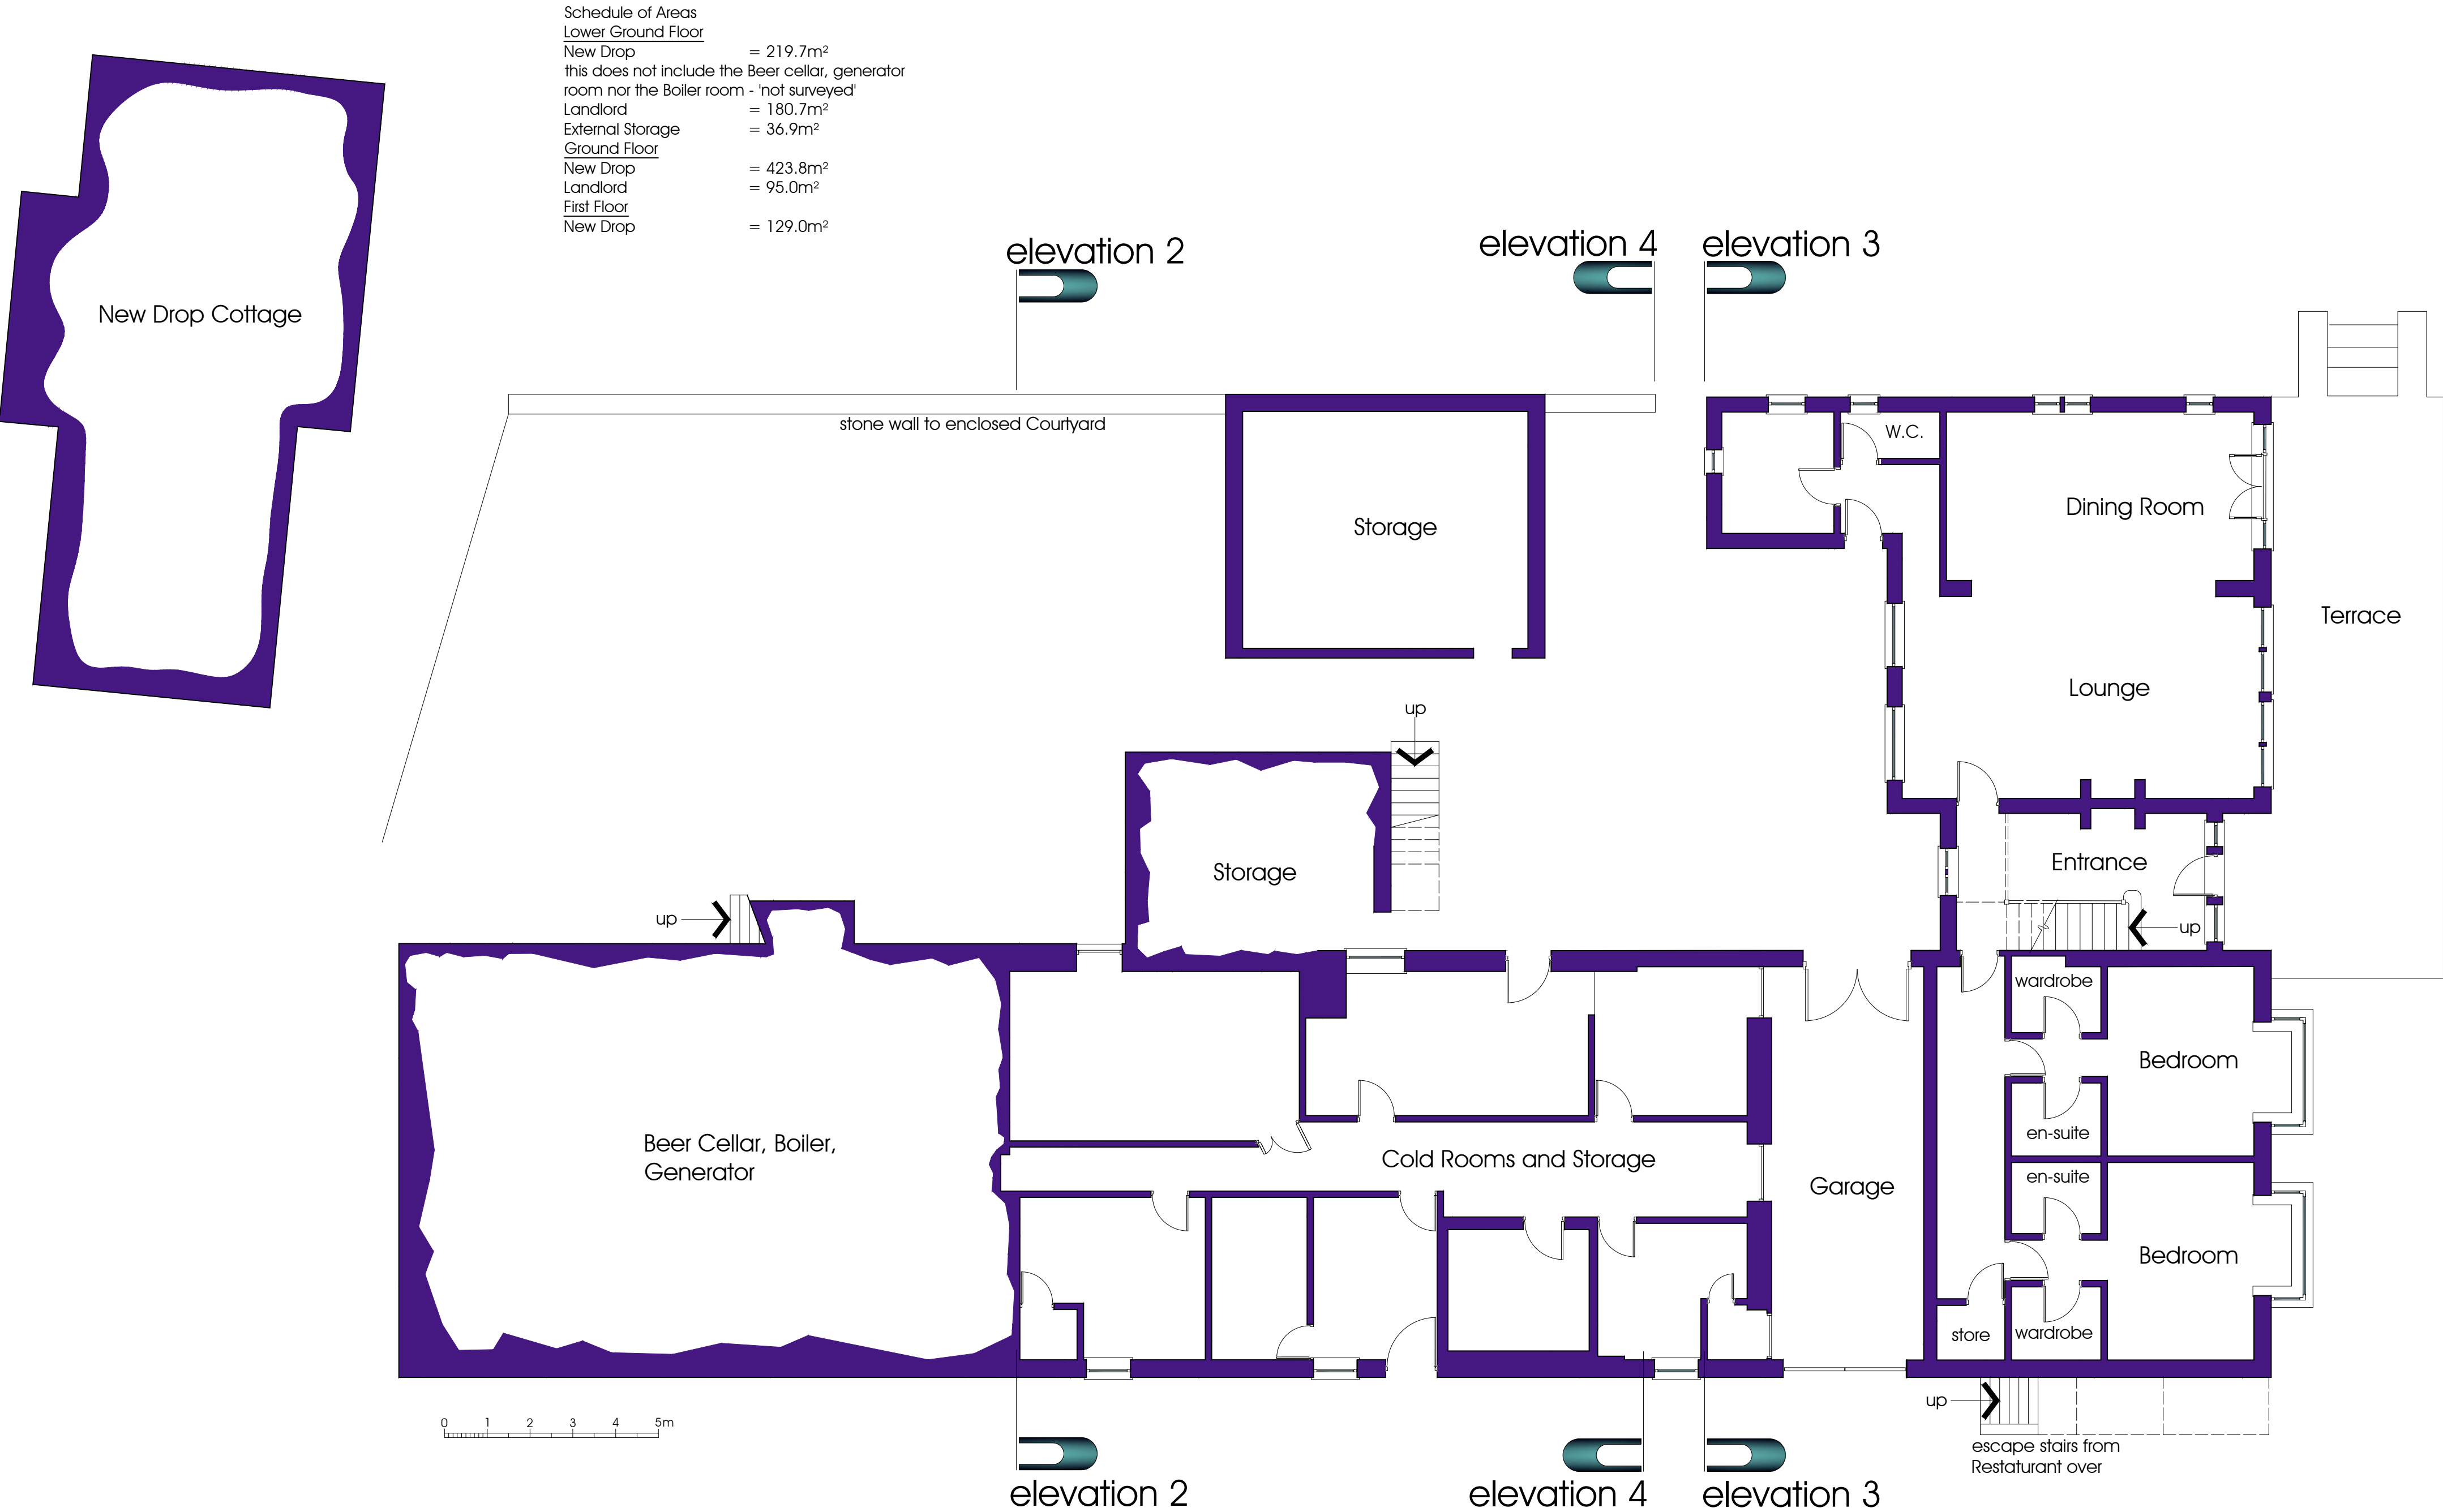 Schedule of Areas
Lower Ground Floor
New Drop = 219.7m²
this does not include the Beer cellar, generator
room nor the Boiler room - 'not surveyed'
Landlord = 180.7m²
External Storage = 36.9m²
Ground Floor
New Drop = 423.8m²
Landlord = 95.0m²
First Floor
New Drop = 129.0m²
elevation 2
elevation 4
elevation 3
New Drop Cottage
stone wall to enclosed Courtyard
W.C.
Storage
Dining Room
Terrace
Lounge
up
Storage
Entrance
up
up
wardrobe
Bedroom
en-suite
Beer Cellar, Boiler,
Generator
Cold Rooms and Storage
Garage
en-suite
Bedroom
store
wardrobe
up
0 1 2 3 4 5m
escape stairs from
Restaturant over
elevation 2
elevation 4
elevation 3